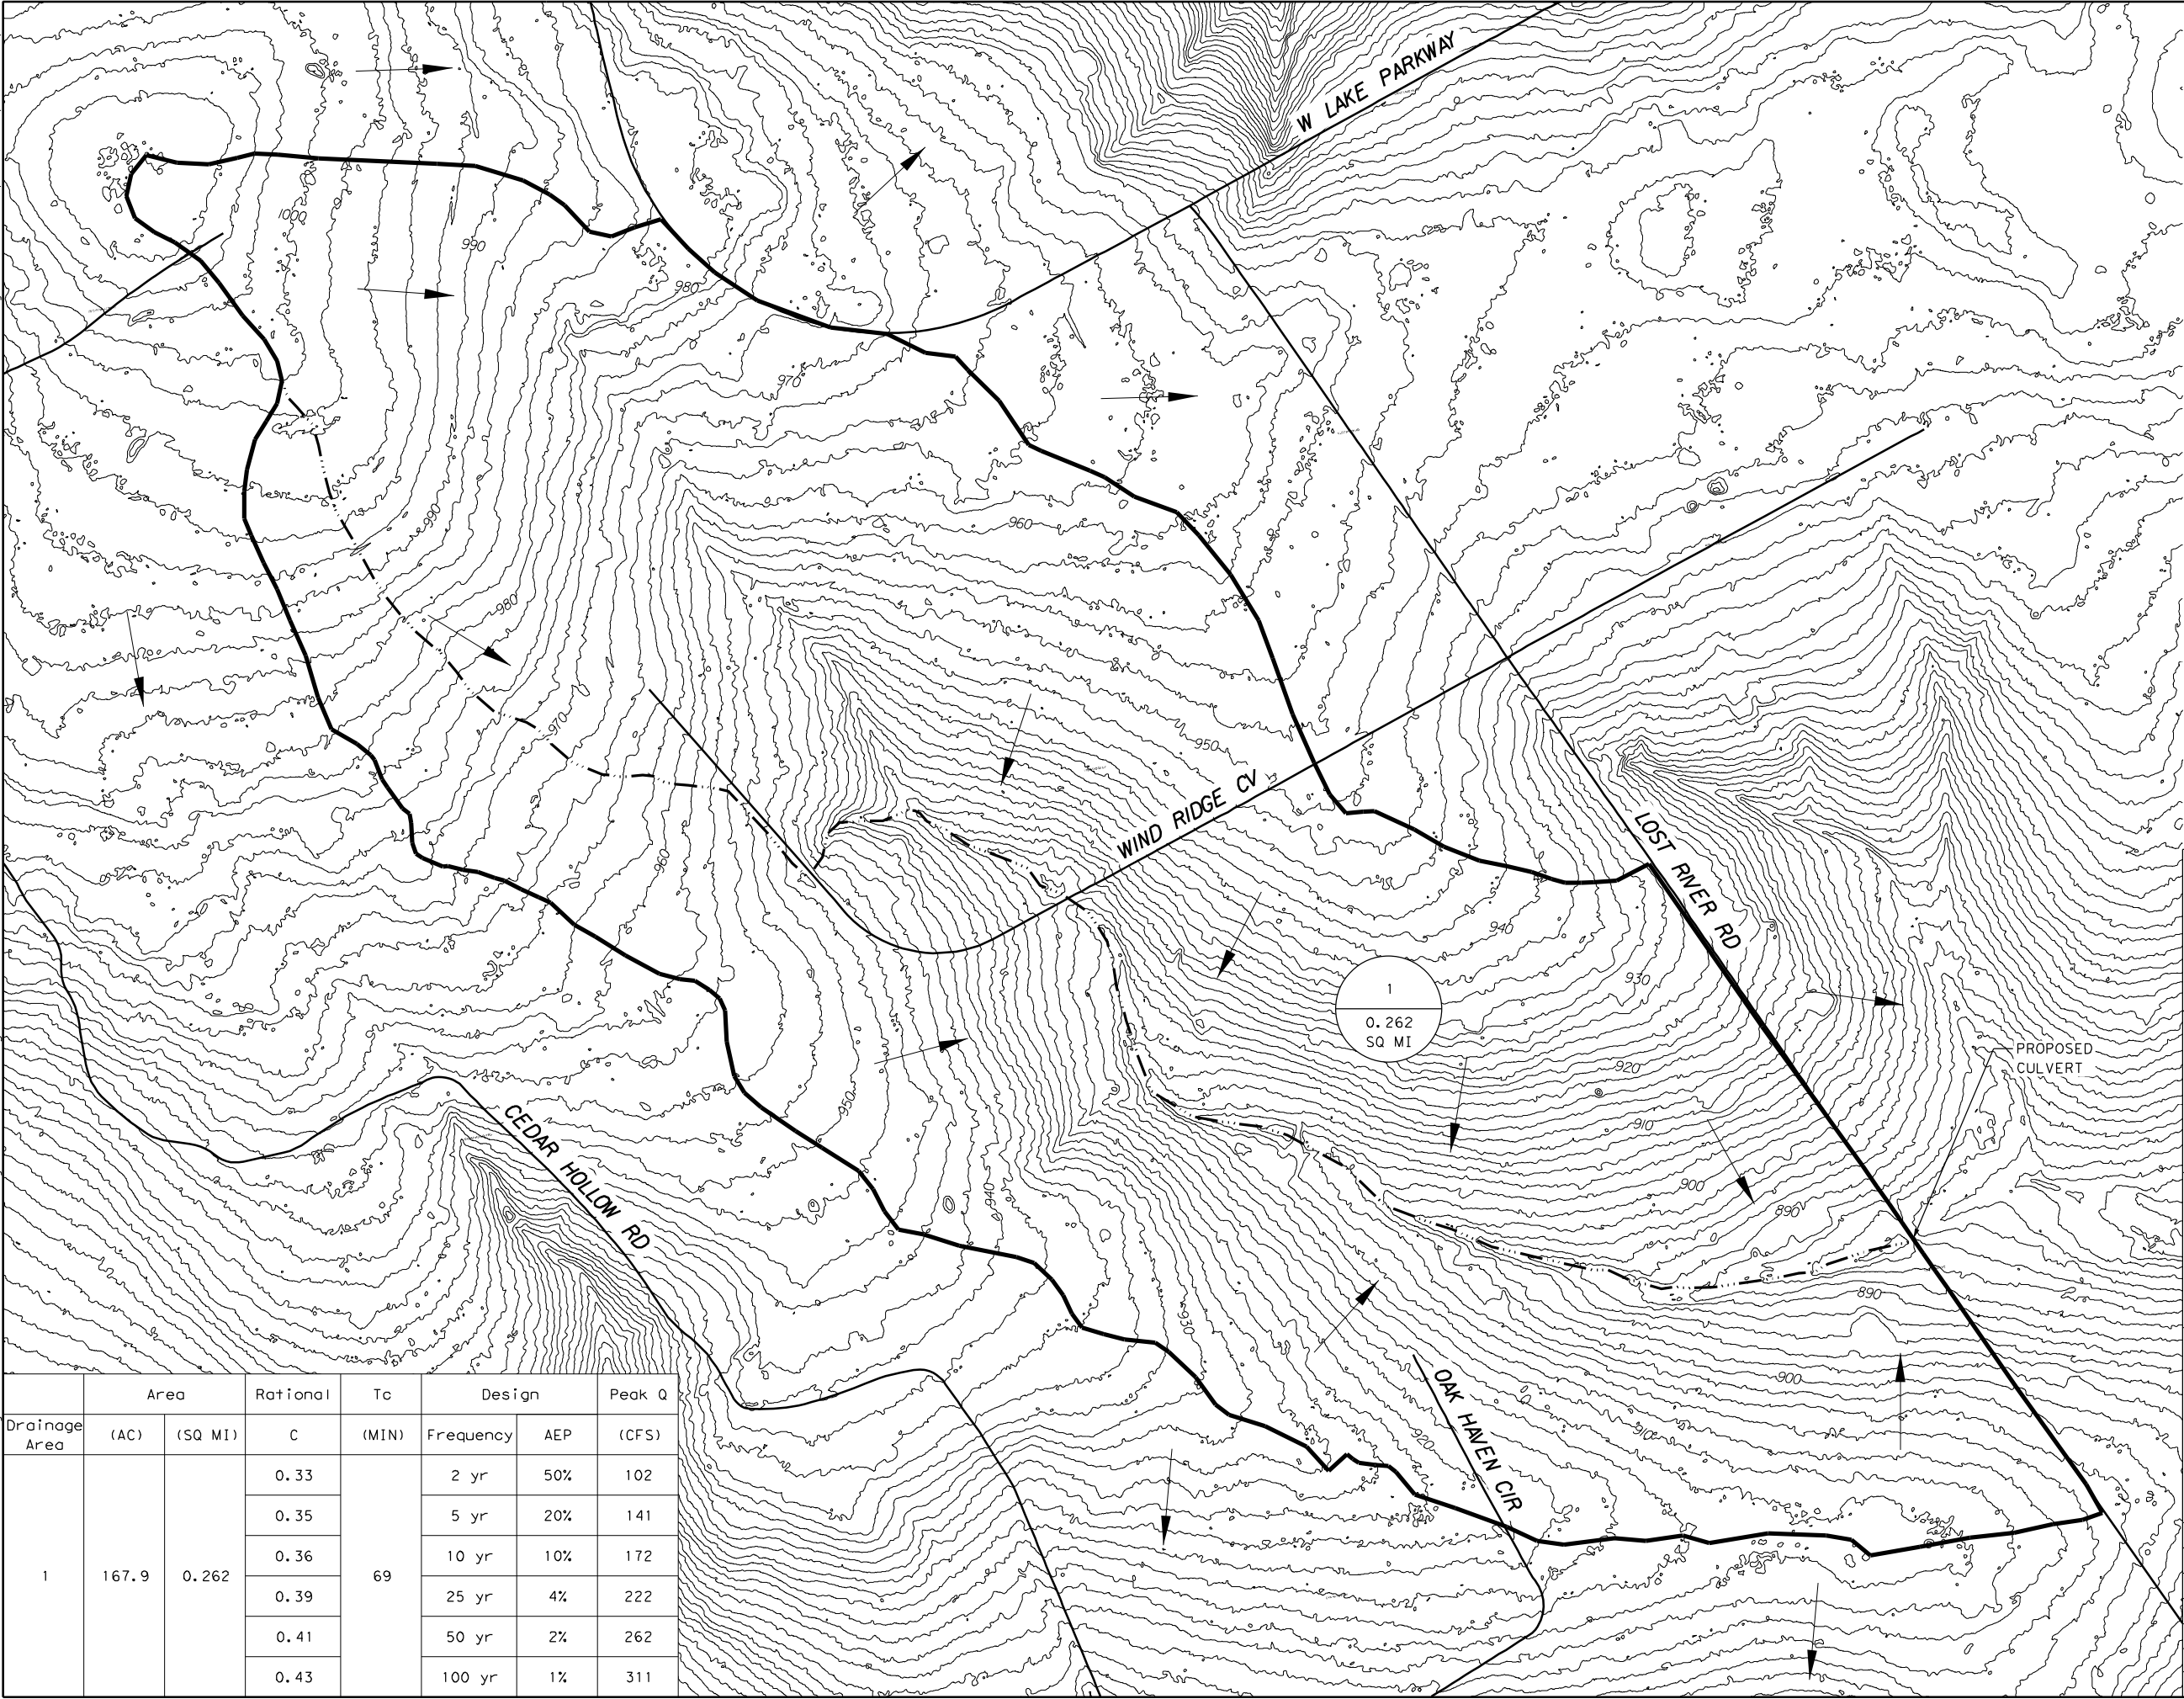 W LAKE PARKWAY
1000
990
980
970
990
960
980
970
950
WIND RIDGE CV
LOST RIVER RD
960
940
930
1
0.262
SQ MI
PROPOSED
CULVERT
920
950
910
CEDAR HOLLOW RD
900
940
890
890
930
900
OAK HAVEN CIR
920
910
Area Rational Tc Design Peak Q
Drainage Area (AC) (SQ MI) C (MIN) Frequency AEP (CFS)
1 167.9 0.262 69
0.33 2 yr 50% 102
0.35 5 yr 20% 141
0.36 10 yr 10% 172
0.39 25 yr 4% 222
0.41 50 yr 2% 262
0.43 100 yr 1% 311